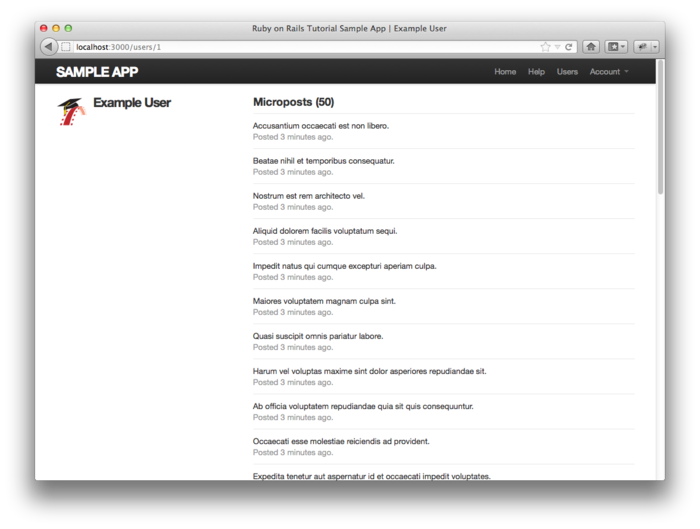 Ruby on Rails Tutorial Sample App | Example User
localhost:3000/users/1
SAMPLE APP
Home Help Users Account
Example User
Microposts (50)
Accusantium occaecati est non libero.
Posted 3 minutes ago.
Beatae nihil et temporibus consequatur.
Posted 3 minutes ago.
Nostrum est rem architecto vel.
Posted 3 minutes ago.
Aliquid dolorem facilis voluptatum sequi.
Posted 3 minutes ago.
Impedit natus qui cumque excepturi aperiam culpa.
Posted 3 minutes ago.
Maiores voluptatem magnam culpa sint.
Posted 3 minutes ago.
Quasi suscipit omnis pariatur labore.
Posted 3 minutes ago.
Harum vel voluptas maxime sint dolor asperiores repudiandae sit.
Posted 3 minutes ago.
Ab officia voluptatem repudiandae quia sit quis consequuntur.
Posted 3 minutes ago.
Occaecati esse molestiae reiciendis ad provident.
Posted 3 minutes ago.
Expedita tenetur aut aspernatur id et occaecati impedit voluptates.